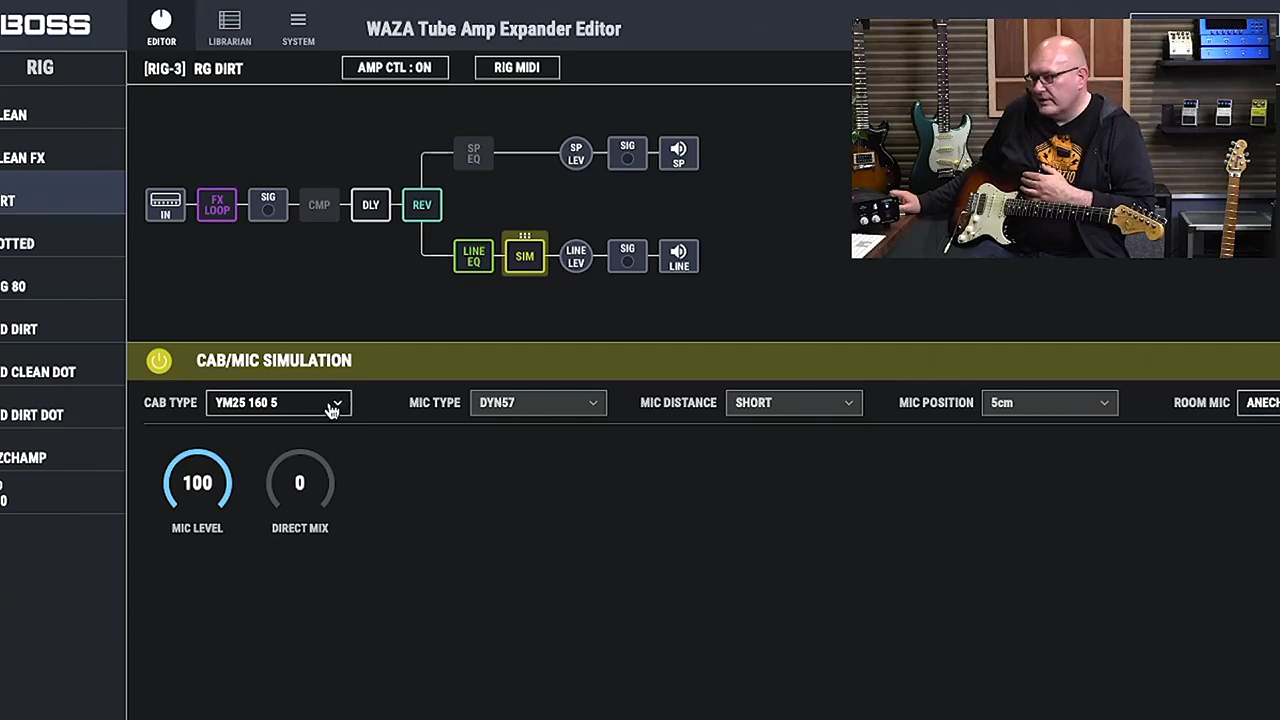 BOSS
EDITOR
LIBRARIAN
SYSTEM
WAZA Tube Amp Expander Editor
RIG
[RIG-3] RG DIRT
AMP CTL : ON
RIG MIDI
LEAN
LEAN FX
RT
OTTED
G 80
D DIRT
D CLEAN DOT
D DIRT DOT
ZCHAMP
0
SP
EQ
SP
LEV
SIG
SP
IN
FX
LOOP
SIG
CMP
DLY
REV
LINE
EQ
SIM
LINE
LEV
SIG
LINE
CAB/MIC SIMULATION
CAB TYPE YM25 160 5
MIC TYPE DYN57
MIC DISTANCE SHORT
MIC POSITION 5cm
ROOM MIC ANECH
100
0
MIC LEVEL
DIRECT MIX